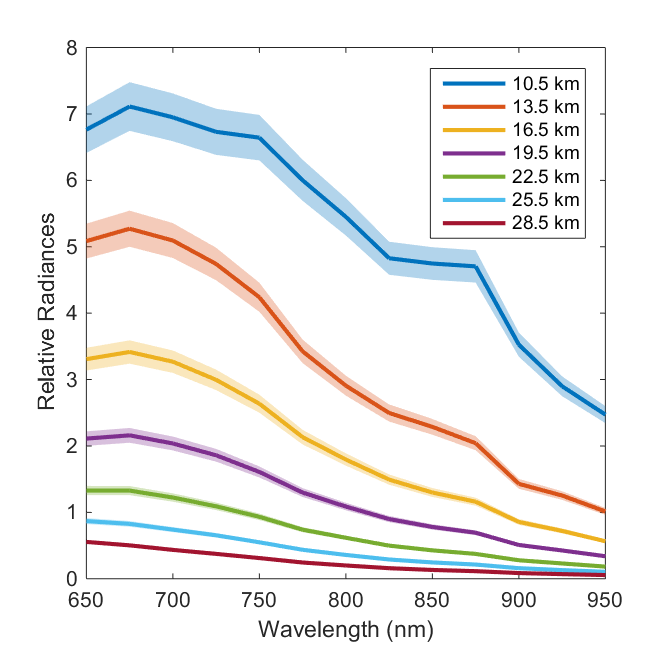 8
7
6
5
4
3
2
1
0
Relative Radiances
10.5 km
13.5 km
16.5 km
19.5 km
22.5 km
25.5 km
28.5 km
650 700 750 800 850 900 950
Wavelength (nm)